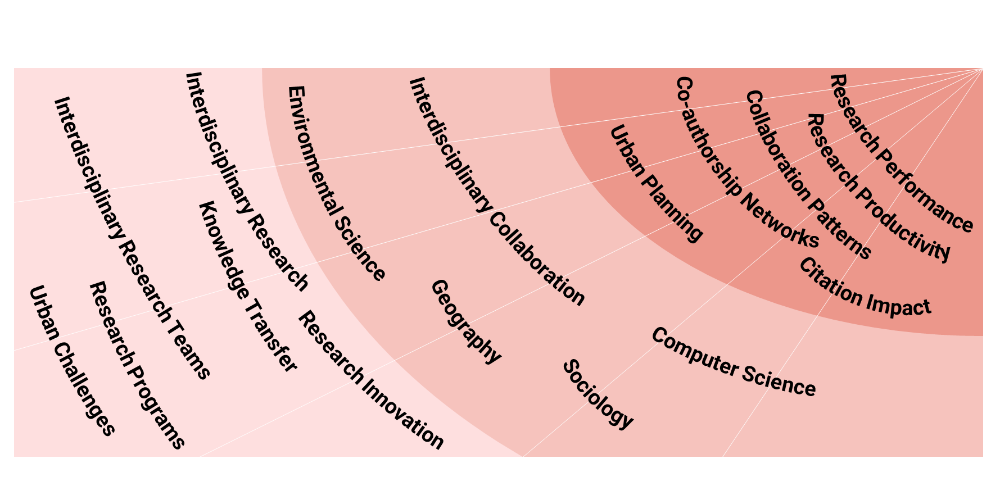 Interdisciplinary Research Teams
Interdisciplinary Research
Environmental Science
Interdisciplinary Collaboration
Co-authorship Networks
Collaboration Patterns
Research Performance
Research Productivity
Urban Planning
Knowledge Transfer
Citation Impact
Geography
Research Programs
Urban Challenges
Research Innovation
Computer Science
Sociology